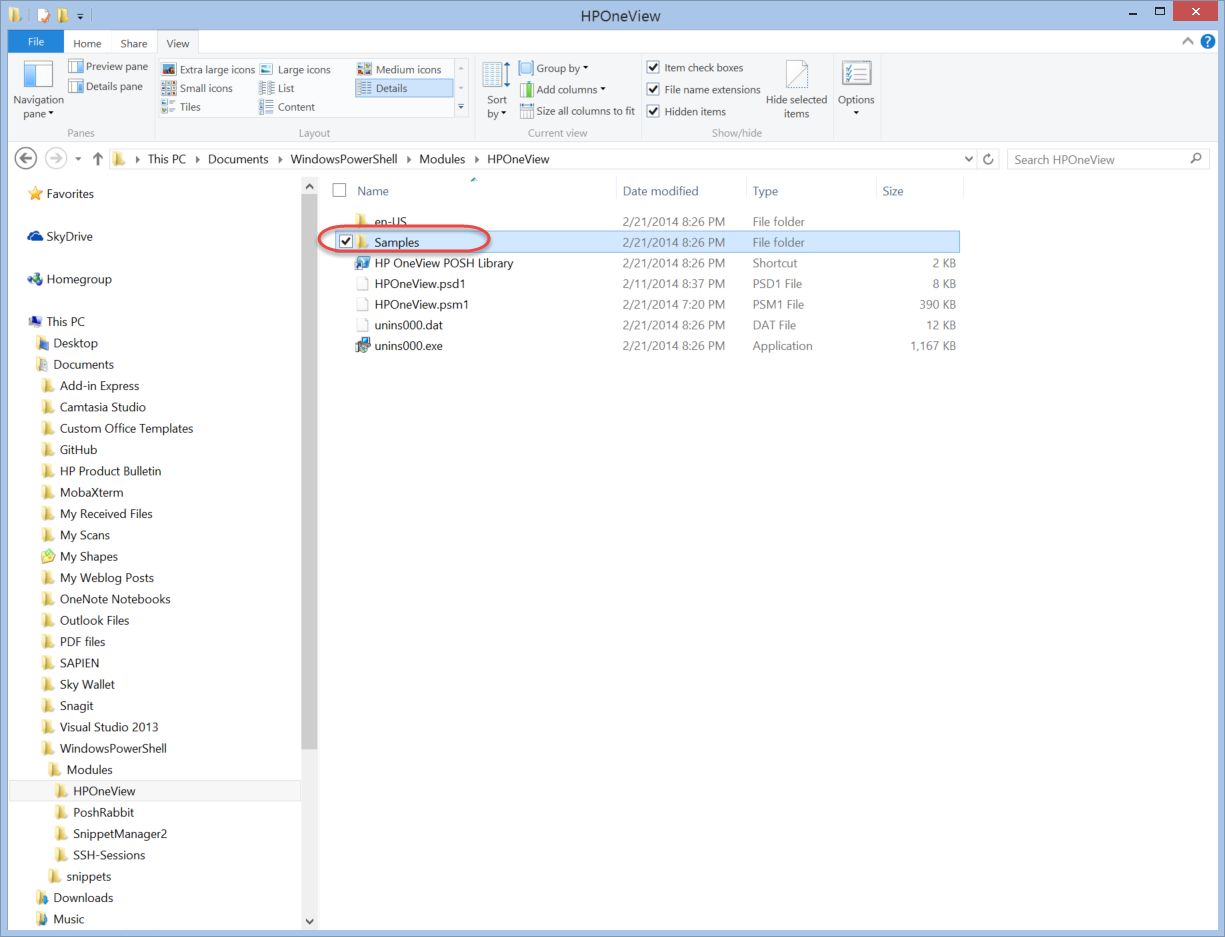 HPOneView
File Home Share View
Navigation pane
Preview pane
Details pane
Panes
Extra large icons Large icons Medium icons
Small icons List Details
Tiles Content
Layout
Sort by
Group by
Add columns
Size all columns to fit
Current view
Item check boxes
File name extensions
Hidden items
Hide selected items
Show/hide
Options
This PC Documents WindowsPowerShell Modules HPOneView
Search HPOneView
Favorites
SkyDrive
Homegroup
This PC
Desktop
Documents
Add-in Express
Camtasia Studio
Custom Office Templates
GitHub
HP Product Bulletin
MobaXterm
My Received Files
My Scans
My Shapes
My Weblog Posts
OneNote Notebooks
Outlook Files
PDF files
SAPIEN
Sky Wallet
Snagit
Visual Studio 2013
WindowsPowerShell
Modules
HPOneView
PoshRabbit
SnippetManager2
SSH-Sessions
snippets
Downloads
Music
Name Date modified Type Size
en-US 2/21/2014 8:26 PM File folder
Samples 2/21/2014 8:26 PM File folder
HP OneView POSH Library 2/21/2014 8:26 PM Shortcut 2 KB
HPOneView.psd1 2/11/2014 8:37 PM PSD1 File 8 KB
HPOneView.psm1 2/21/2014 7:20 PM PSM1 File 390 KB
unins000.dat 2/21/2014 8:26 PM DAT File 12 KB
unins000.exe 2/21/2014 8:26 PM Application 1,167 KB